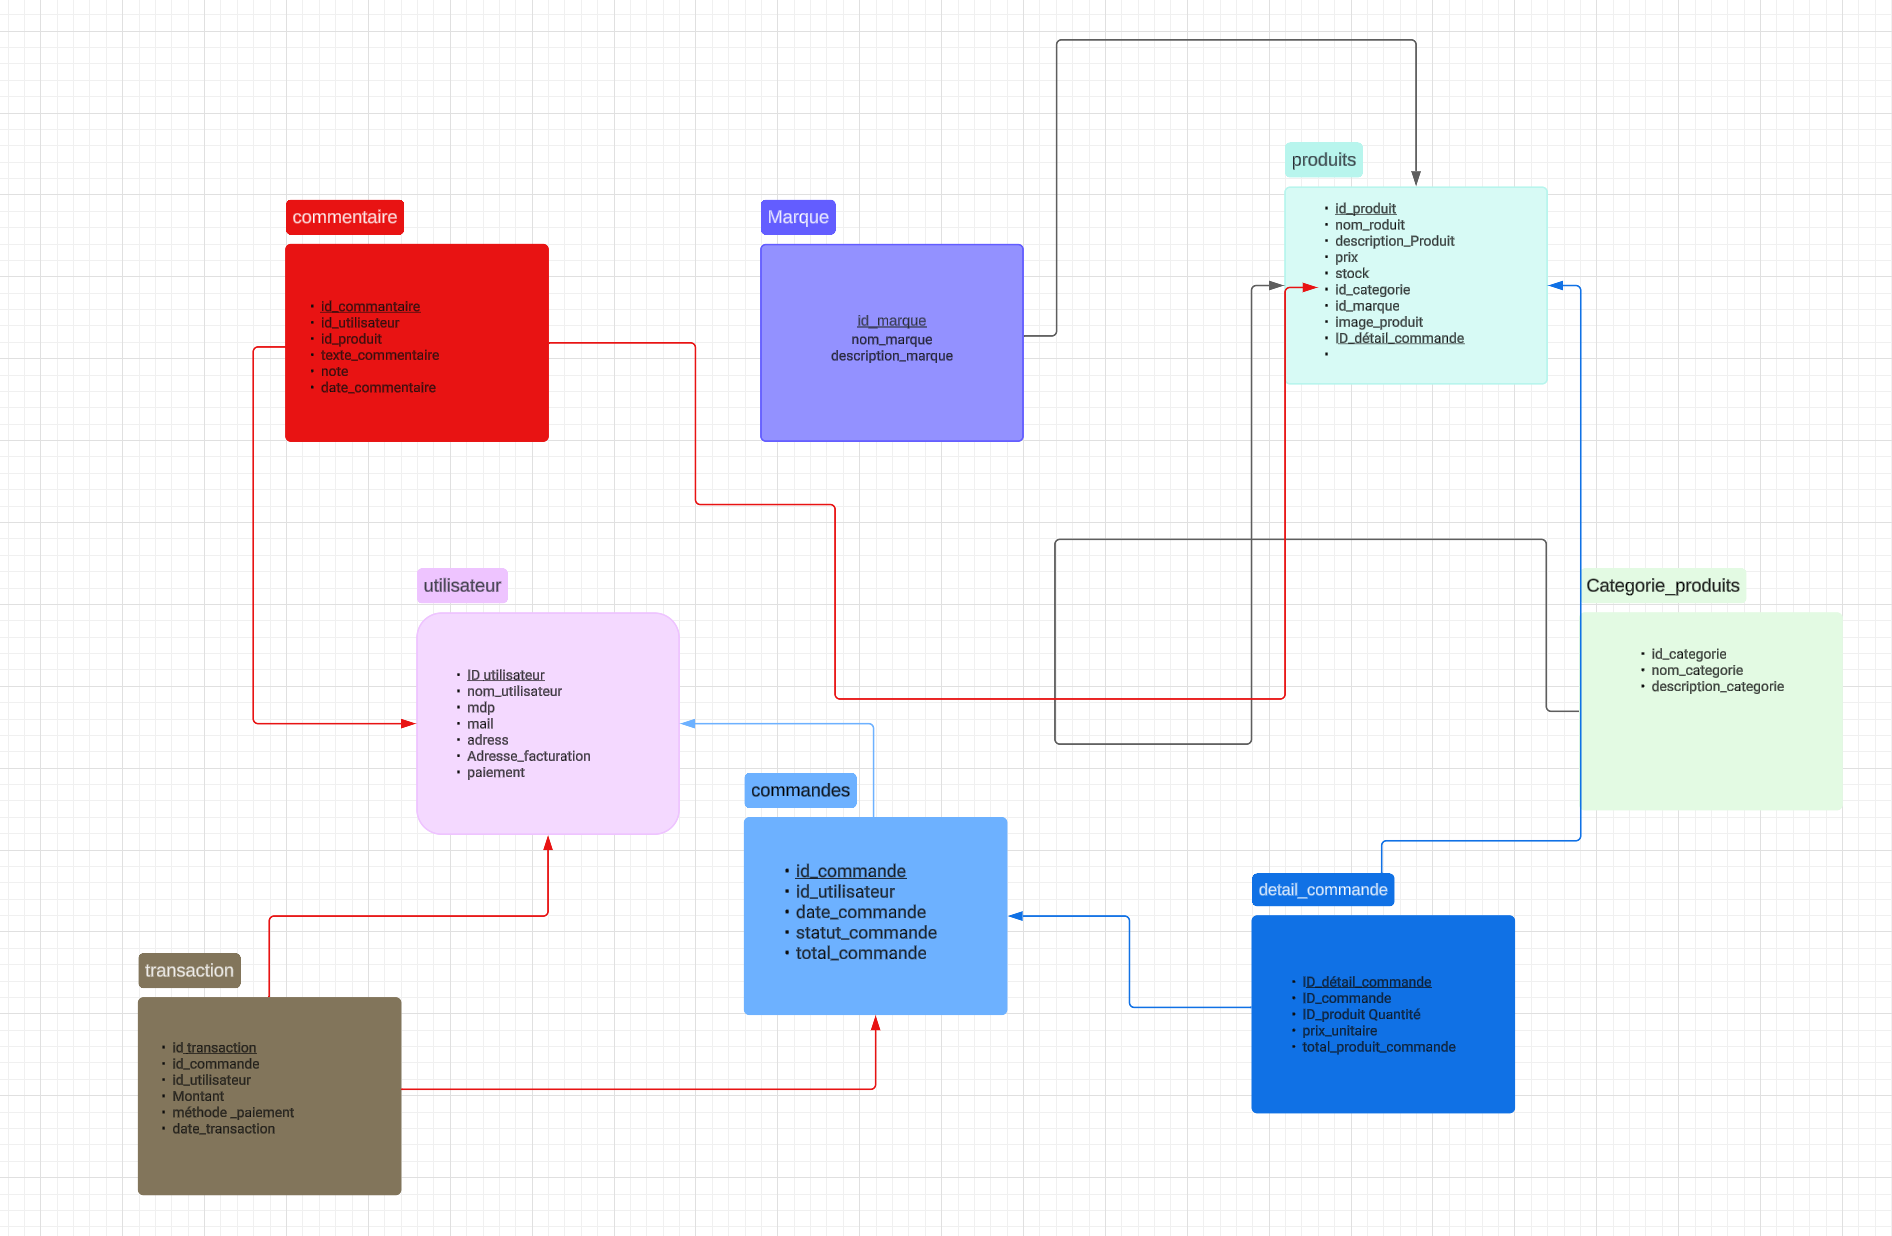 produits
id_produit
nom_roduit
description_Produit
prix
stock
id_categorie
id_marque
image_produit
ID_détail_commande
commentaire
id_commantaire
id_utilisateur
id_produit
texte_commentaire
note
date_commentaire
Marque
id_marque
nom_marque
description_marque
utilisateur
ID utilisateur
nom_utilisateur
mdp
mail
adress
Adresse_facturation
paiement
Categorie_produits
id_categorie
nom_categorie
description_categorie
commandes
id_commande
id_utilisateur
date_commande
statut_commande
total_commande
detail_commande
ID_détail_commande
ID_commande
ID_produit Quantité
prix_unitaire
total_produit_commande
transaction
id transaction
id_commande
id_utilisateur
Montant
méthode _paiement
date_transaction